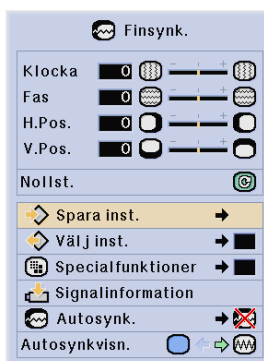 Finsynk.
Klocka 0
Fas 0
H.Pos. 0
V.Pos. 0
Nollst.
Spara inst.
Välj inst.
Specialfunktioner
Signalinformation
Autosynk.
Autosynkvisn.